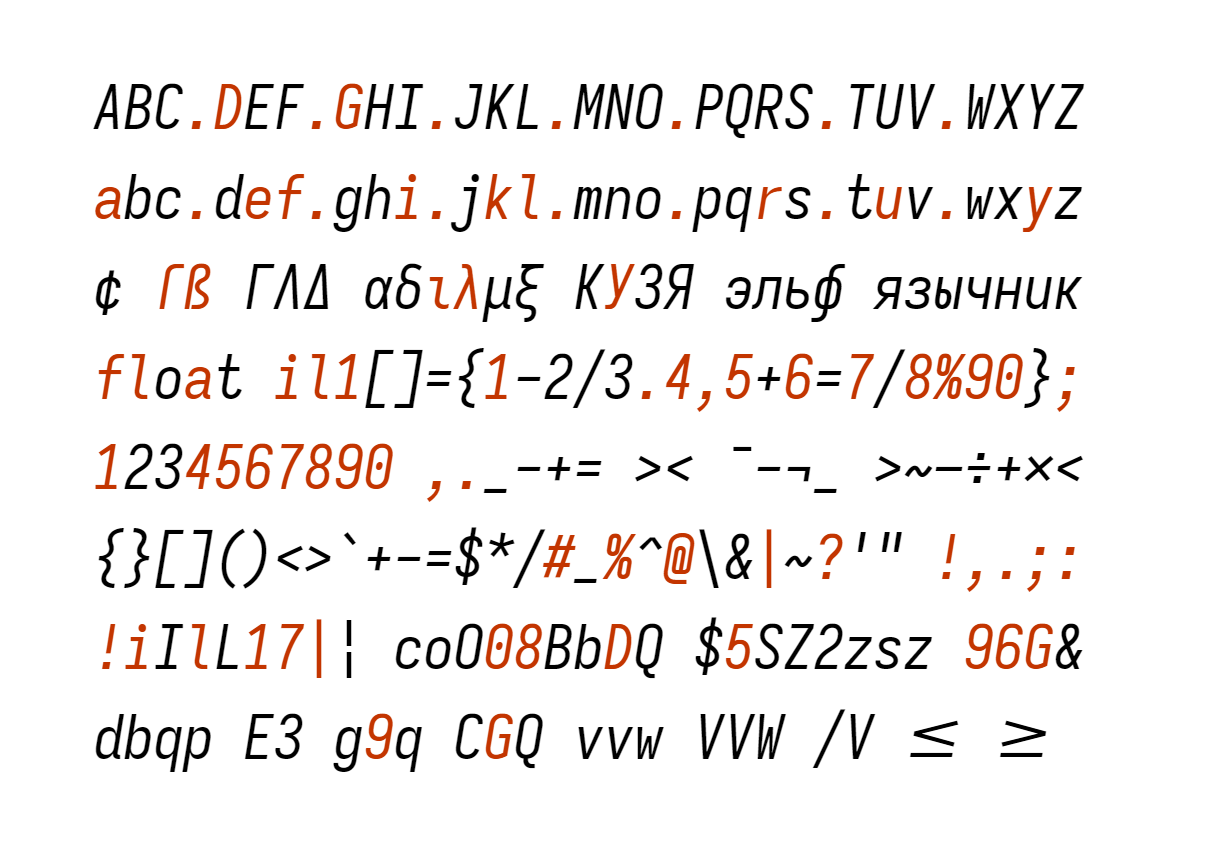 ABC.DEF.GHI.JKL.MNO.PQRS.TUV.WXYZ
abc.def.ghi.jkl.mno.pqrs.tuv.wxyz
¢ ſß ΓΛΔ αδιλμξ КУЗЯ эльф язычник
float il1[]={1-2/3.4,5+6=7/8%90};
1234567890 ,._-+= >< ¯-¬_ >~–÷+×<
{}[]()<>`+-=$*/#_%^@\&|~?'" !,.;:
!iIlL17|¦ coO08BbDQ $5SZ2zsz 96G&
dbqp E3 g9q CGQ vvw VVW /V ≤ ≥